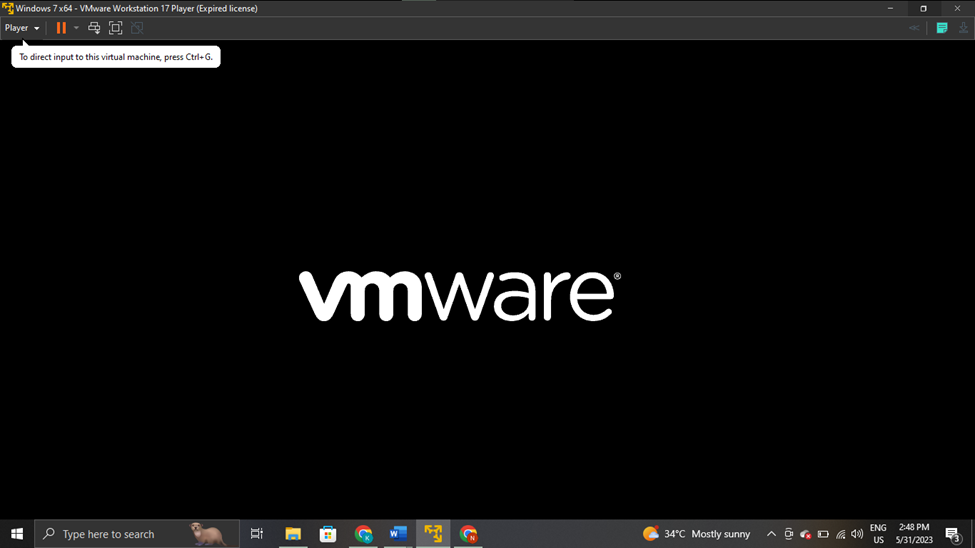 Windows 7 x64 - VMware Workstation 17 Player (Expired license)
Player
To direct input to this virtual machine, press Ctrl+G.
vmware®
Type here to search
K
W
N
34°C Mostly sunny
ENG
US
2:48 PM
5/31/2023
3